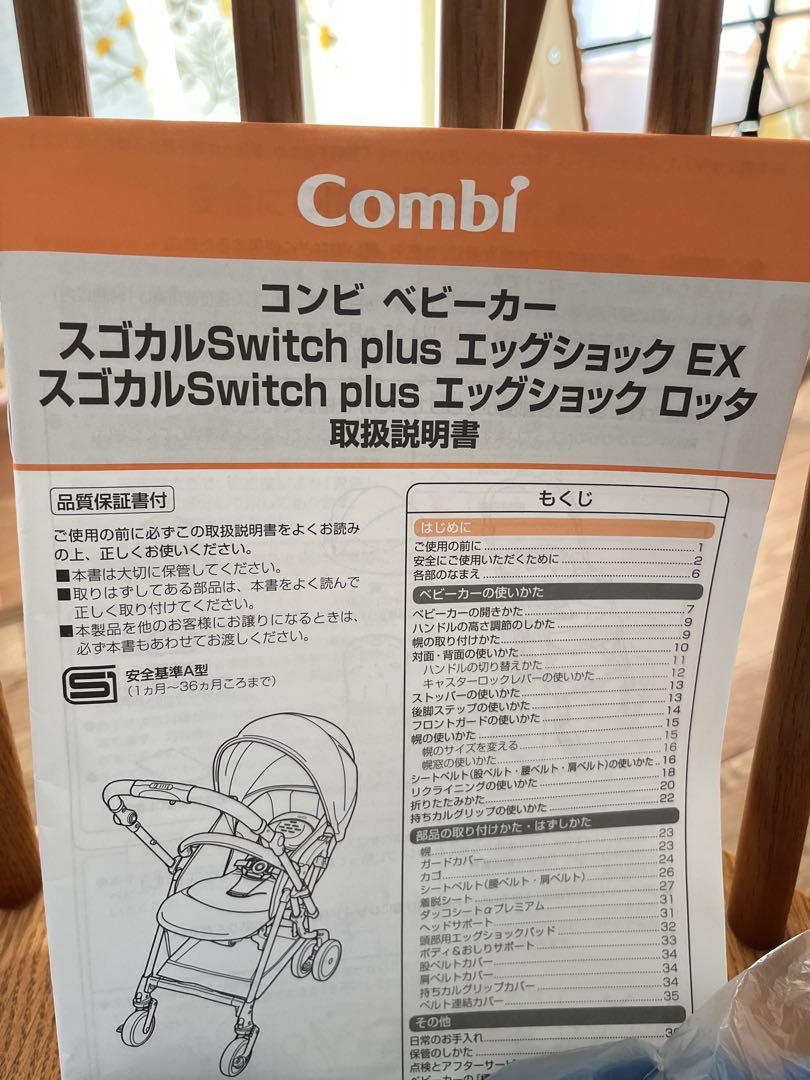 Combi
コンビ ベビーカー
スゴカルSwitch plus エッグショック EX
スゴカルSwitch plus エッグショック ロッタ
取扱説明書
品質保証書付
ご使用の前に必ずこの取扱説明書をよくお読み
の上、正しくお使いください。
■本書は大切に保管してください。
■取りはずしてある部品は、本書をよく読んで
正しく取り付けてください。
■本製品を他のお客様にお譲りになるときは、
必ず本書もあわせてお渡しください。
安全基準A型
(1ヵ月〜36ヵ月ころまで)
もくじ
はじめに
ご使用の前に 1
安全にご使用いただくために 2
各部のなまえ 6
ベビーカーの使いかた
ベビーカーの開きかた 7
ハンドルの高さ調節のしかた 9
幌の取り付けかた 9
対面・背面の使いかた 10
ハンドルの切り替えかた 11
キャスターロックレバーの使いかた 12
ストッパーの使いかた 13
後脚ステップの使いかた 13
フロントガードの使いかた 14
幌の使いかた 15
幌のサイズを変える 15
幌窓の使いかた 16
シートベルト(股ベルト・腰ベルト・肩ベルト)の使いかた 16
リクライニングの使いかた 18
折りたたみかた 20
持ちカルグリップの使いかた 22
部品の取り付けかた・はずしかた
幌 23
ガードカバー 23
カゴ 24
シートベルト(腰ベルト・肩ベルト) 26
着脱シート 27
ダッコシートαプレミアム 31
ヘッドサポート 31
頭部用エッグショックパッド 32
ボディ&おしりサポート 33
股ベルトカバー 34
肩ベルトカバー 34
持ちカルグリップカバー 34
ベルト連結カバー 35
その他
日常のお手入れ
保管のしかた
点検とアフターサービ